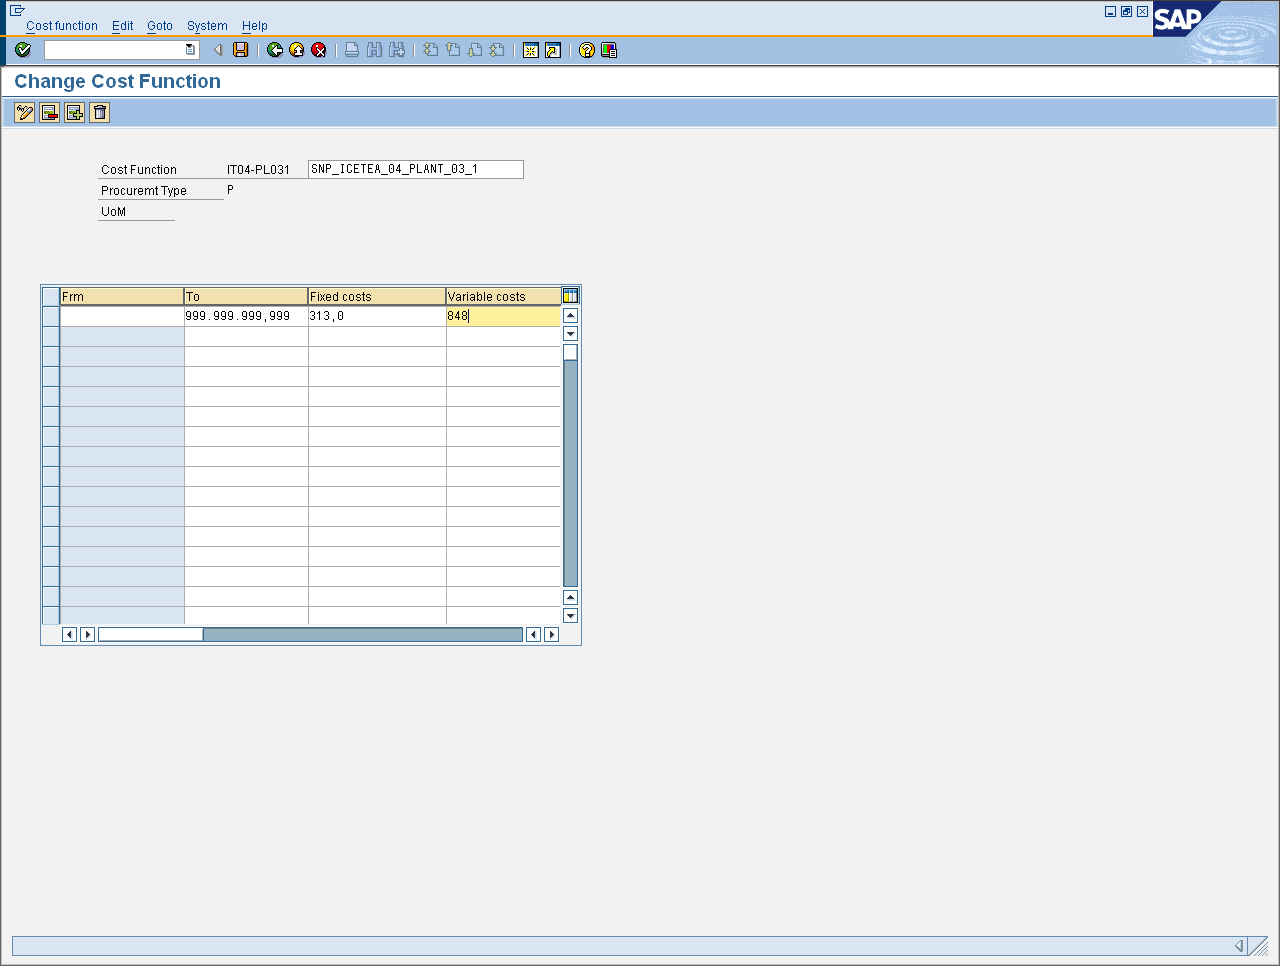 Cost function Edit Goto System Help
SAP
Change Cost Function
Cost Function IT04-PL031 SNP_ICETEA_04_PLANT_03_1
Procuremt Type P
UoM
Frm To Fixed costs Variable costs
999.999.999,999 313,0 848